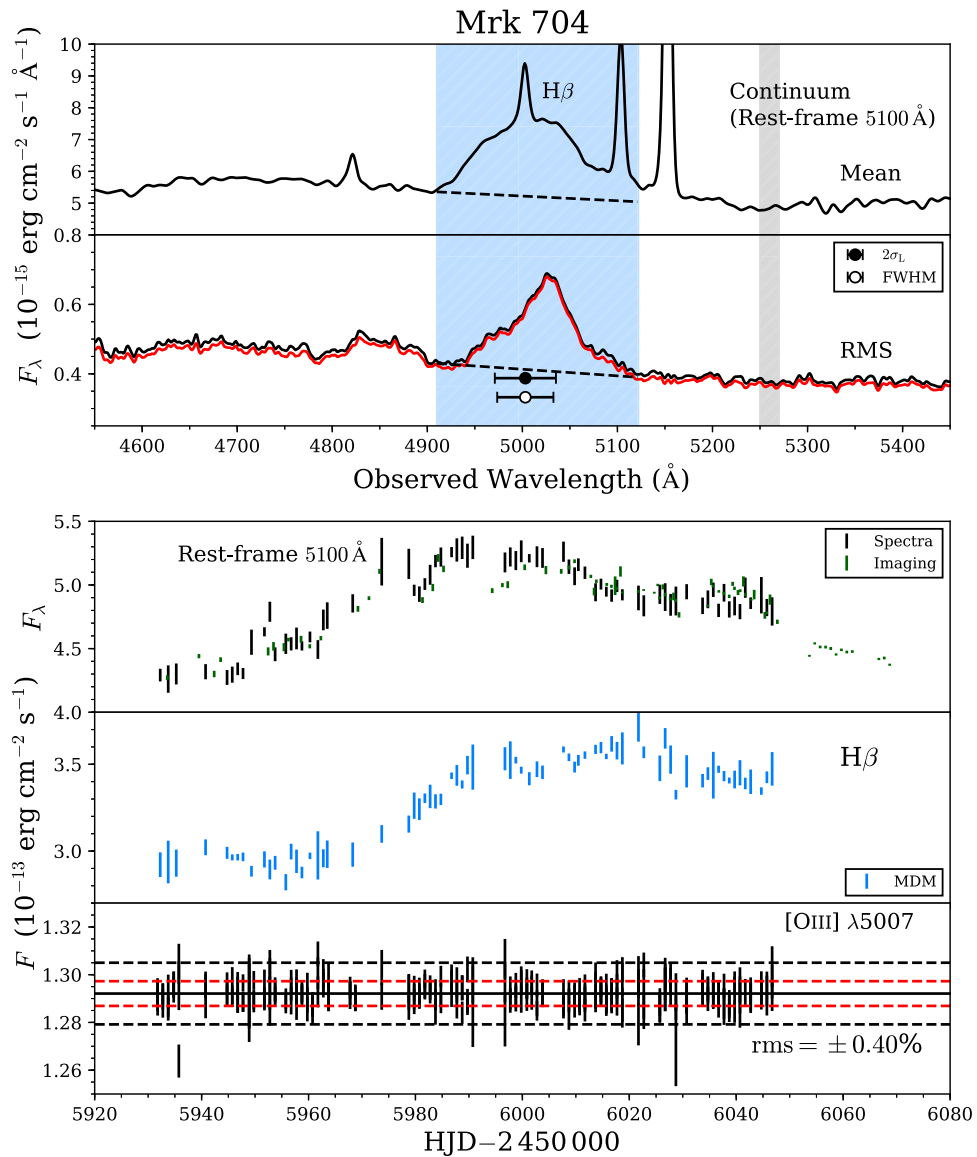 Mrk 704
10
9
8
7
6
5
Hβ
Continuum
(Rest-frame 5100 Å)
Mean
0.8
0.6
0.4
2σL
FWHM
RMS
Fλ (10−15 erg cm−2 s−1 Å−1)
4600 4700 4800 4900 5000 5100 5200 5300 5400
Observed Wavelength (Å)
5.5
5.0
4.5
4.0
Rest-frame 5100 Å
Spectra
Imaging
Fλ
3.5
3.0
Hβ
MDM
F (10−13 erg cm−2 s−1)
1.32
1.30
1.28
1.26
[OIII] λ5007
rms = ± 0.40%
5920 5940 5960 5980 6000 6020 6040 6060 6080
HJD−2 450 000